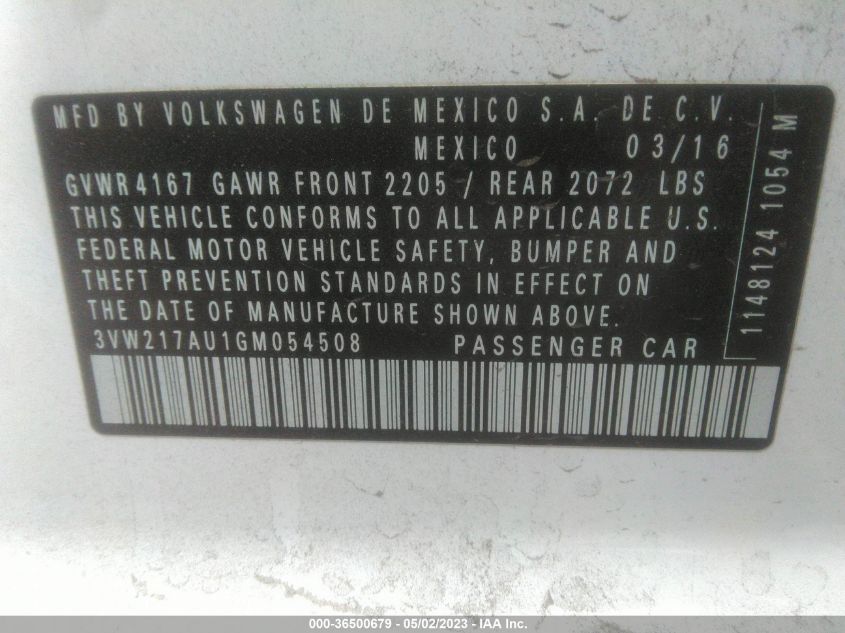 MFD BY VOLKSWAGEN DE MEXICO S.A. DE C.V.
MEXICO 03/16
GVWR 4167 GAWR FRONT 2205 / REAR 2072 LBS
THIS VEHICLE CONFORMS TO ALL APPLICABLE U.S.
FEDERAL MOTOR VEHICLE SAFETY, BUMPER AND
THEFT PREVENTION STANDARDS IN EFFECT ON
THE DATE OF MANUFACTURE SHOWN ABOVE.
3VW217AU1GM054508 PASSENGER CAR
1148124 1054 M
000-36500679 - 05/02/2023 - IAA Inc.